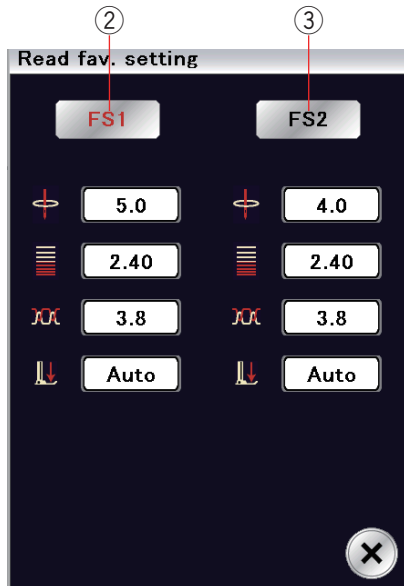 ② ③
Read fav. setting
FS1 FS2
5.0 4.0
2.40 2.40
3.8 3.8
Auto Auto